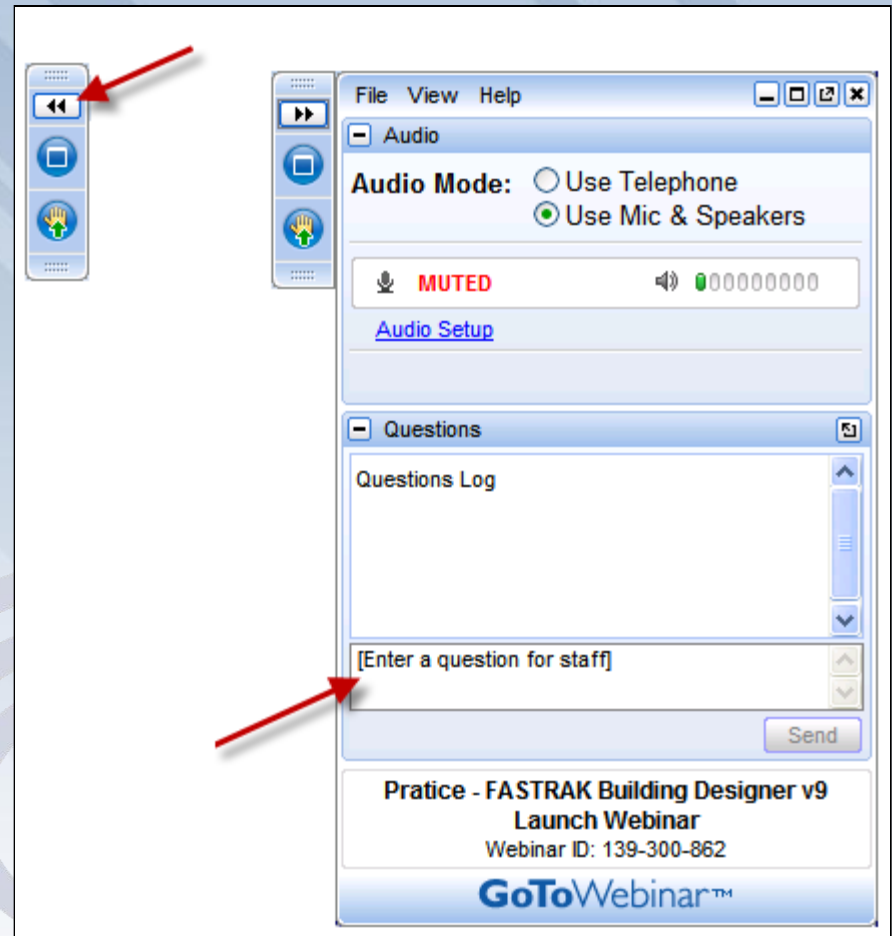 File View Help
Audio
Audio Mode: Use Telephone
Use Mic & Speakers
MUTED
Audio Setup
Questions
Questions Log
[Enter a question for staff]
Send
Pratice - FASTRAK Building Designer v9
Launch Webinar
Webinar ID: 139-300-862
GoToWebinar™